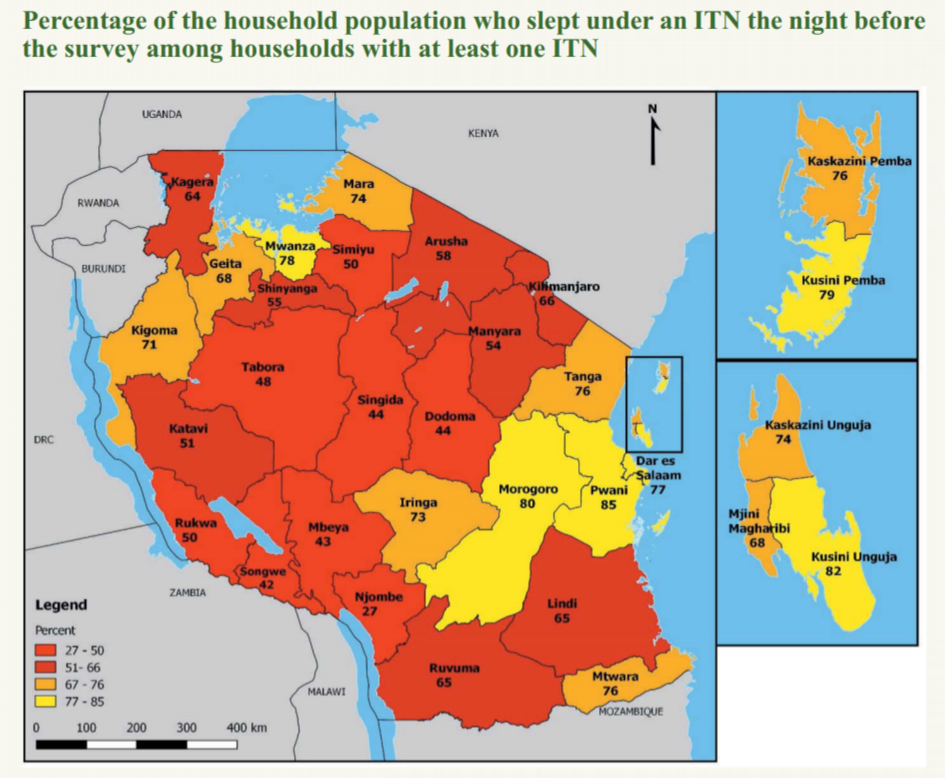 Percentage of the household population who slept under an ITN the night before
the survey among households with at least one ITN
UGANDA
KENYA
N
RWANDA
BURUNDI
DRC
ZAMBIA
MALAWI
MOZAMBIQUE
Kagera
64
Mara
74
Mwanza
78
Simiyu
50
Arusha
58
Geita
68
Shinyanga
55
Kilimanjaro
66
Kigoma
71
Manyara
54
Tabora
48
Tanga
76
Singida
44
Dodoma
44
Katavi
51
Dar es
Salaam
77
Morogoro
80
Pwani
85
Iringa
73
Rukwa
50
Mbeya
43
Songwe
42
Njombe
27
Lindi
65
Ruvuma
65
Mtwara
76
Kaskazini Pemba
76
Kusini Pemba
79
Kaskazini Unguja
74
Mjini
Magharibi
68
Kusini Unguja
82
Legend
Percent
27 - 50
51- 66
67 - 76
77 - 85
0 100 200 300 400 km